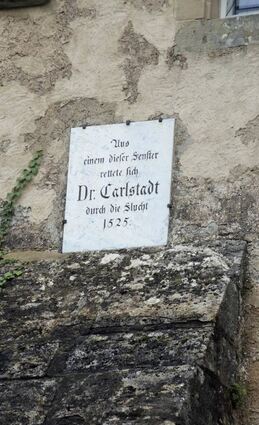 Aus
einem dieser Fenster
rettete sich
Dr. Carlstadt
durch die Flucht
1525.